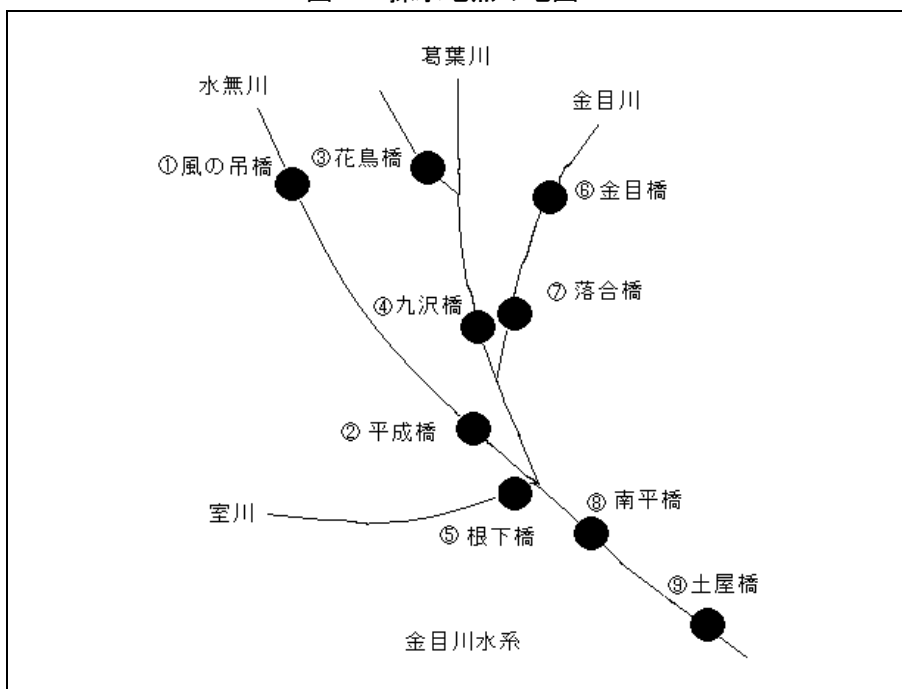 葛葉川
水無川
金目川
①風の吊橋
③花鳥橋
⑥金目橋
⑦落合橋
④九沢橋
②平成橋
室川
⑤根下橋
⑧南平橋
⑨土屋橋
金目川水系